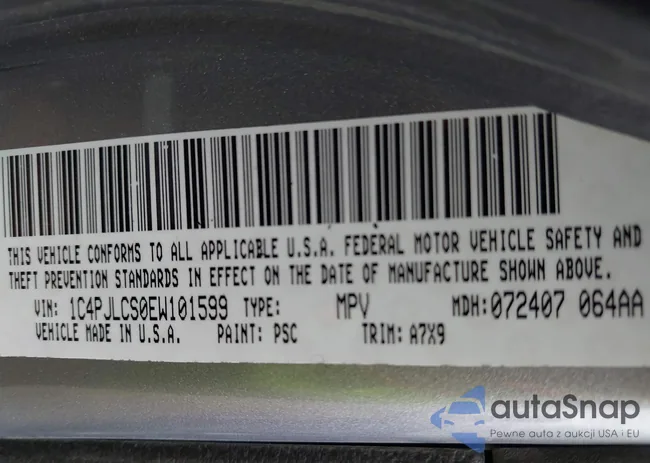 THIS VEHICLE CONFORMS TO ALL APPLICABLE U.S.A. FEDERAL MOTOR VEHICLE SAFETY AND
THEFT PREVENTION STANDARDS IN EFFECT ON THE DATE OF MANUFACTURE SHOWN ABOVE.
VIN: 1C4PJLCS0EW101599 TYPE: MPV MDH:072407 064AA
VEHICLE MADE IN U.S.A. PAINT: PSC TRIM: A7X9
autaSnap
Pewne auta z aukcji USA i EU